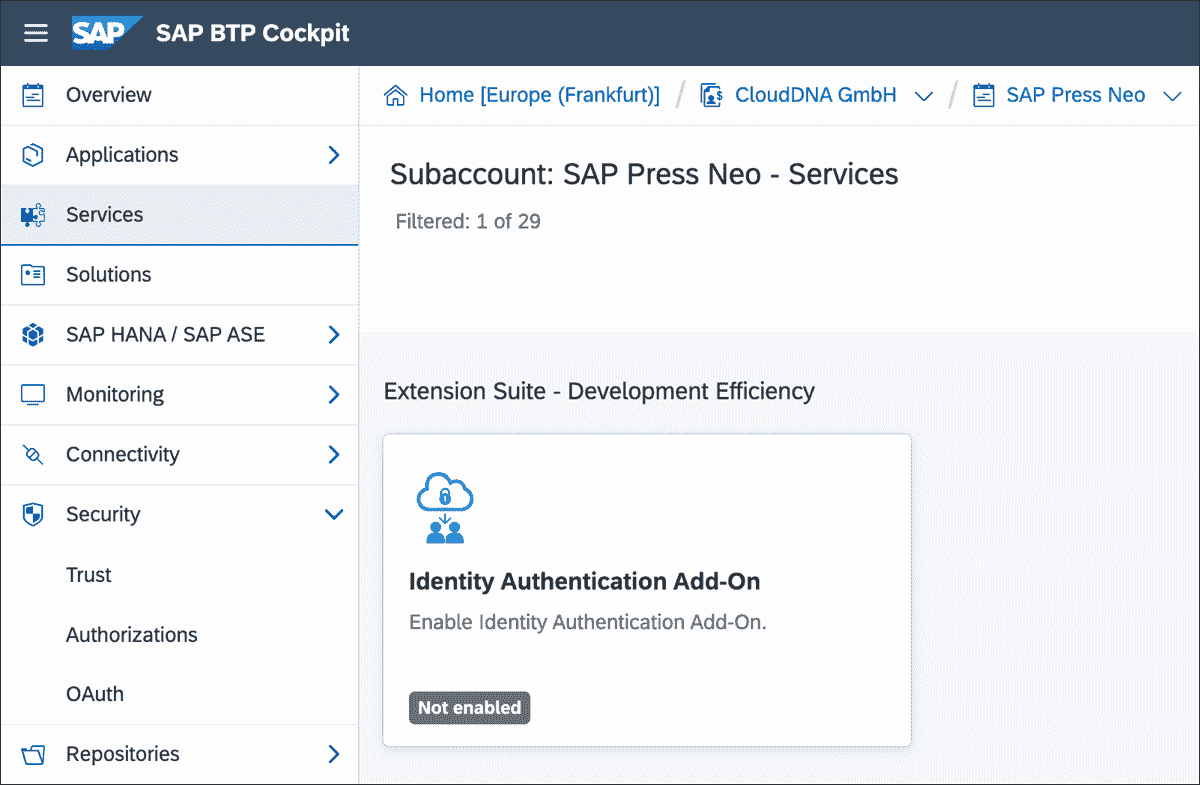 SAP SAP BTP Cockpit
Overview
Applications
Services
Solutions
SAP HANA / SAP ASE
Monitoring
Connectivity
Security
Trust
Authorizations
OAuth
Repositories
Home [Europe (Frankfurt)] / CloudDNA GmbH / SAP Press Neo
Subaccount: SAP Press Neo - Services
Filtered: 1 of 29
Extension Suite - Development Efficiency
Identity Authentication Add-On
Enable Identity Authentication Add-On.
Not enabled